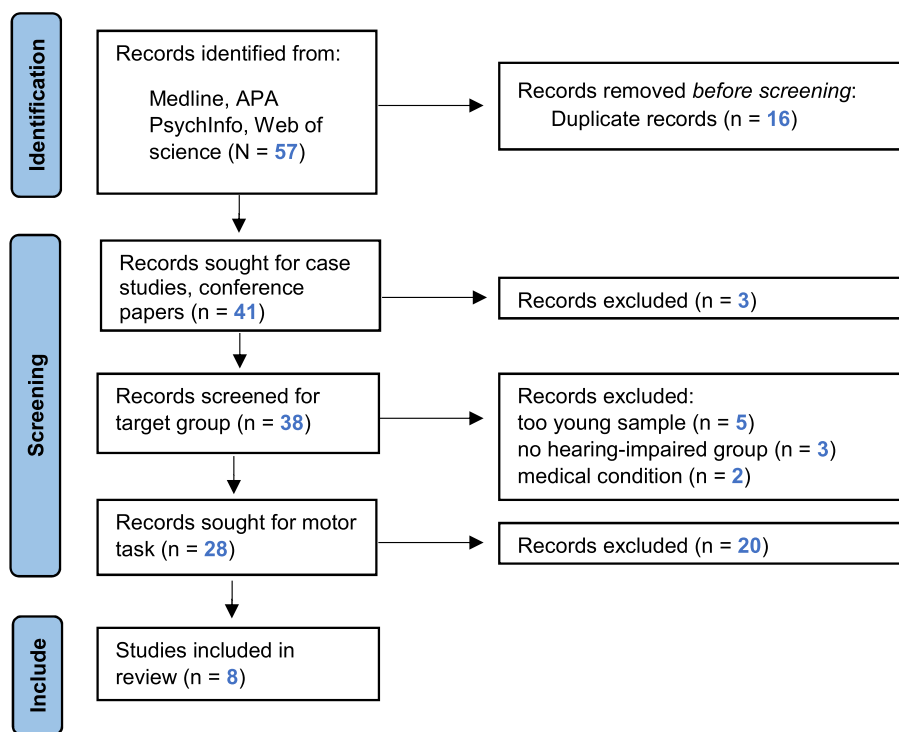 Identification
Records identified from:
Medline, APA
PsychInfo, Web of
science (N = 57)
Records removed before screening:
Duplicate records (n = 16)
Screening
Records sought for case
studies, conference
papers (n = 41)
Records excluded (n = 3)
Records screened for
target group (n = 38)
Records excluded:
too young sample (n = 5)
no hearing-impaired group (n = 3)
medical condition (n = 2)
Records sought for motor
task (n = 28)
Records excluded (n = 20)
Include
Studies included in
review (n = 8)